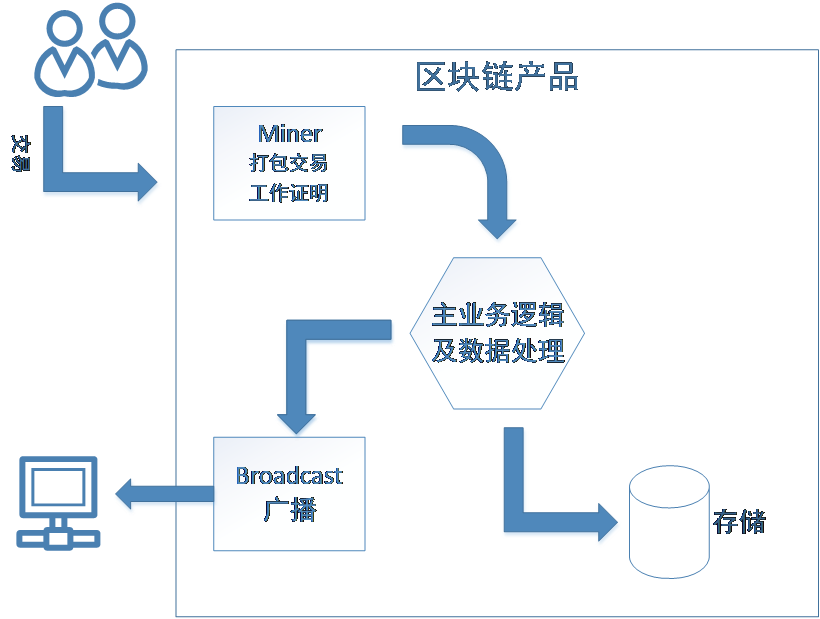 区块链产品
交易
Miner
打包交易
工作证明
主业务逻辑
及数据处理
Broadcast
广播
存储